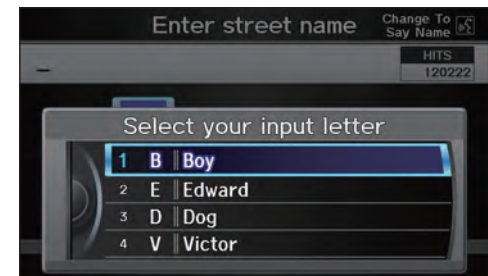 Enter street name
Change To
Say Name
HITS
120222
Select your input letter
1 B Boy
2 E Edward
3 D Dog
4 V Victor